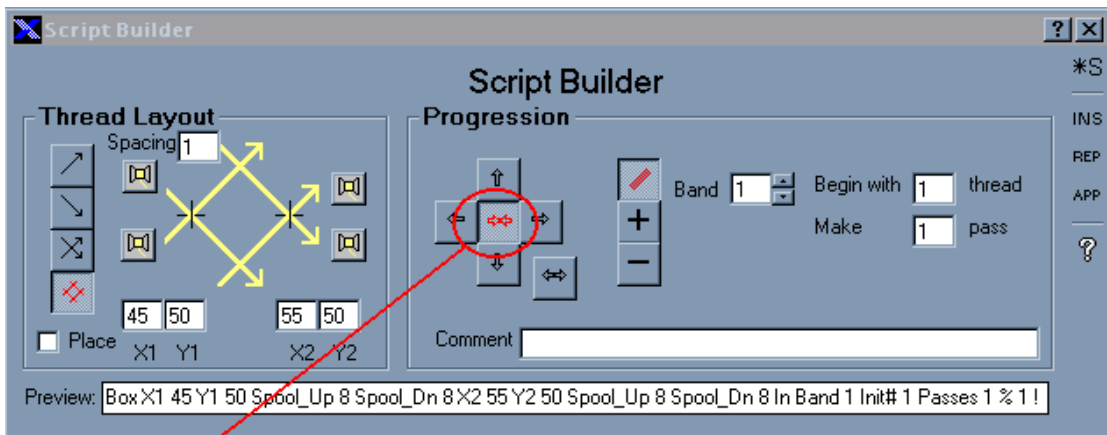 Script Builder
Script Builder
*S
INS
REP
APP
Thread Layout
Spacing 1
45 50 55 50
Place X1 Y1 X2 Y2
Progression
Band 1
Begin with 1 thread
Make 1 pass
Comment
Preview: Box X1 45 Y1 50 Spool_Up 8 Spool_Dn 8 X2 55 Y2 50 Spool_Up 8 Spool_Dn 8 In Band 1 Init# 1 Passes 1 % 1 !